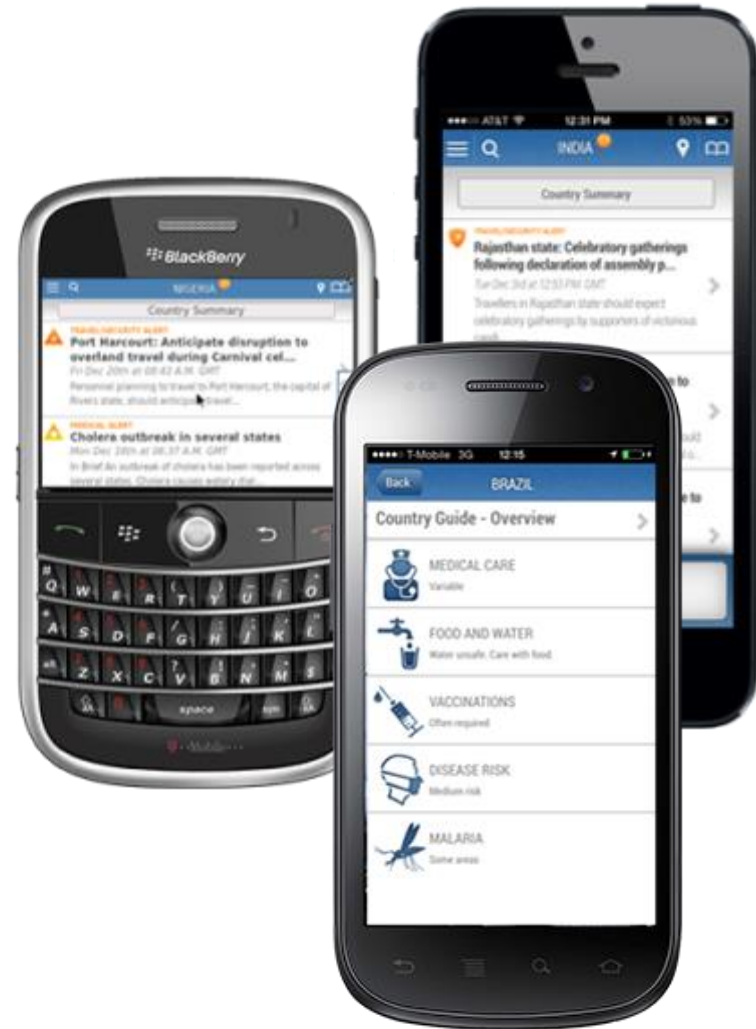 BlackBerry
NIGERIA
Country Summary
TRAVEL/SECURITY ALERT
Port Harcourt: Anticipate disruption to
overland travel during Carnival cel...
Fri Dec 20th at 08:43 A.M. GMT
Personnel planning to travel to Port Harcourt, the capital of
Rivers state, should anticipate travel...
MEDICAL ALERT
Cholera outbreak in several states
In Brief An outbreak of cholera has been reported across
several states. Cholera causes watery diar...
Q W E R T Y U I O
A S D F G H J K L
alt Z X C V B N M $
space sym
T-Mobile
AT&T 12:31 PM 53%
INDIA
Country Summary
TRAVEL/SECURITY ALERT
Rajasthan state: Celebratory gatherings
following declaration of assembly p...
Tue Dec 3rd at 12:53 PM GMT
Travellers in Rajasthan state should expect
celebratory gatherings by supporters of victorious
e to
e to
T-Mobile 3G 12:15
Back BRAZIL
Country Guide - Overview
MEDICAL CARE
Variable
FOOD AND WATER
Water unsafe. Care with food.
VACCINATIONS
Often required
DISEASE RISK
Medium risk
MALARIA
Some areas